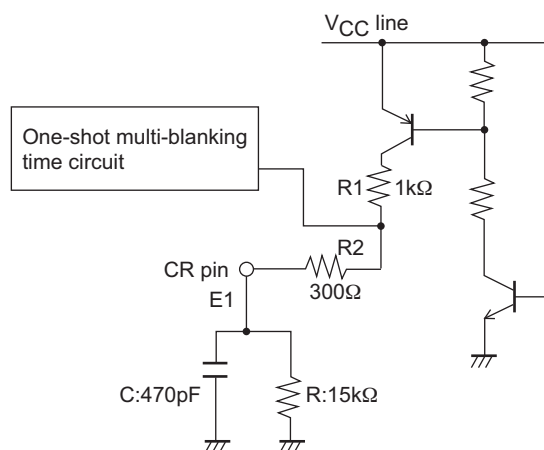 VCC line
One-shot multi-blanking
time circuit
R1
1kΩ
R2
CR pin
300Ω
E1
C:470pF
R:15kΩ